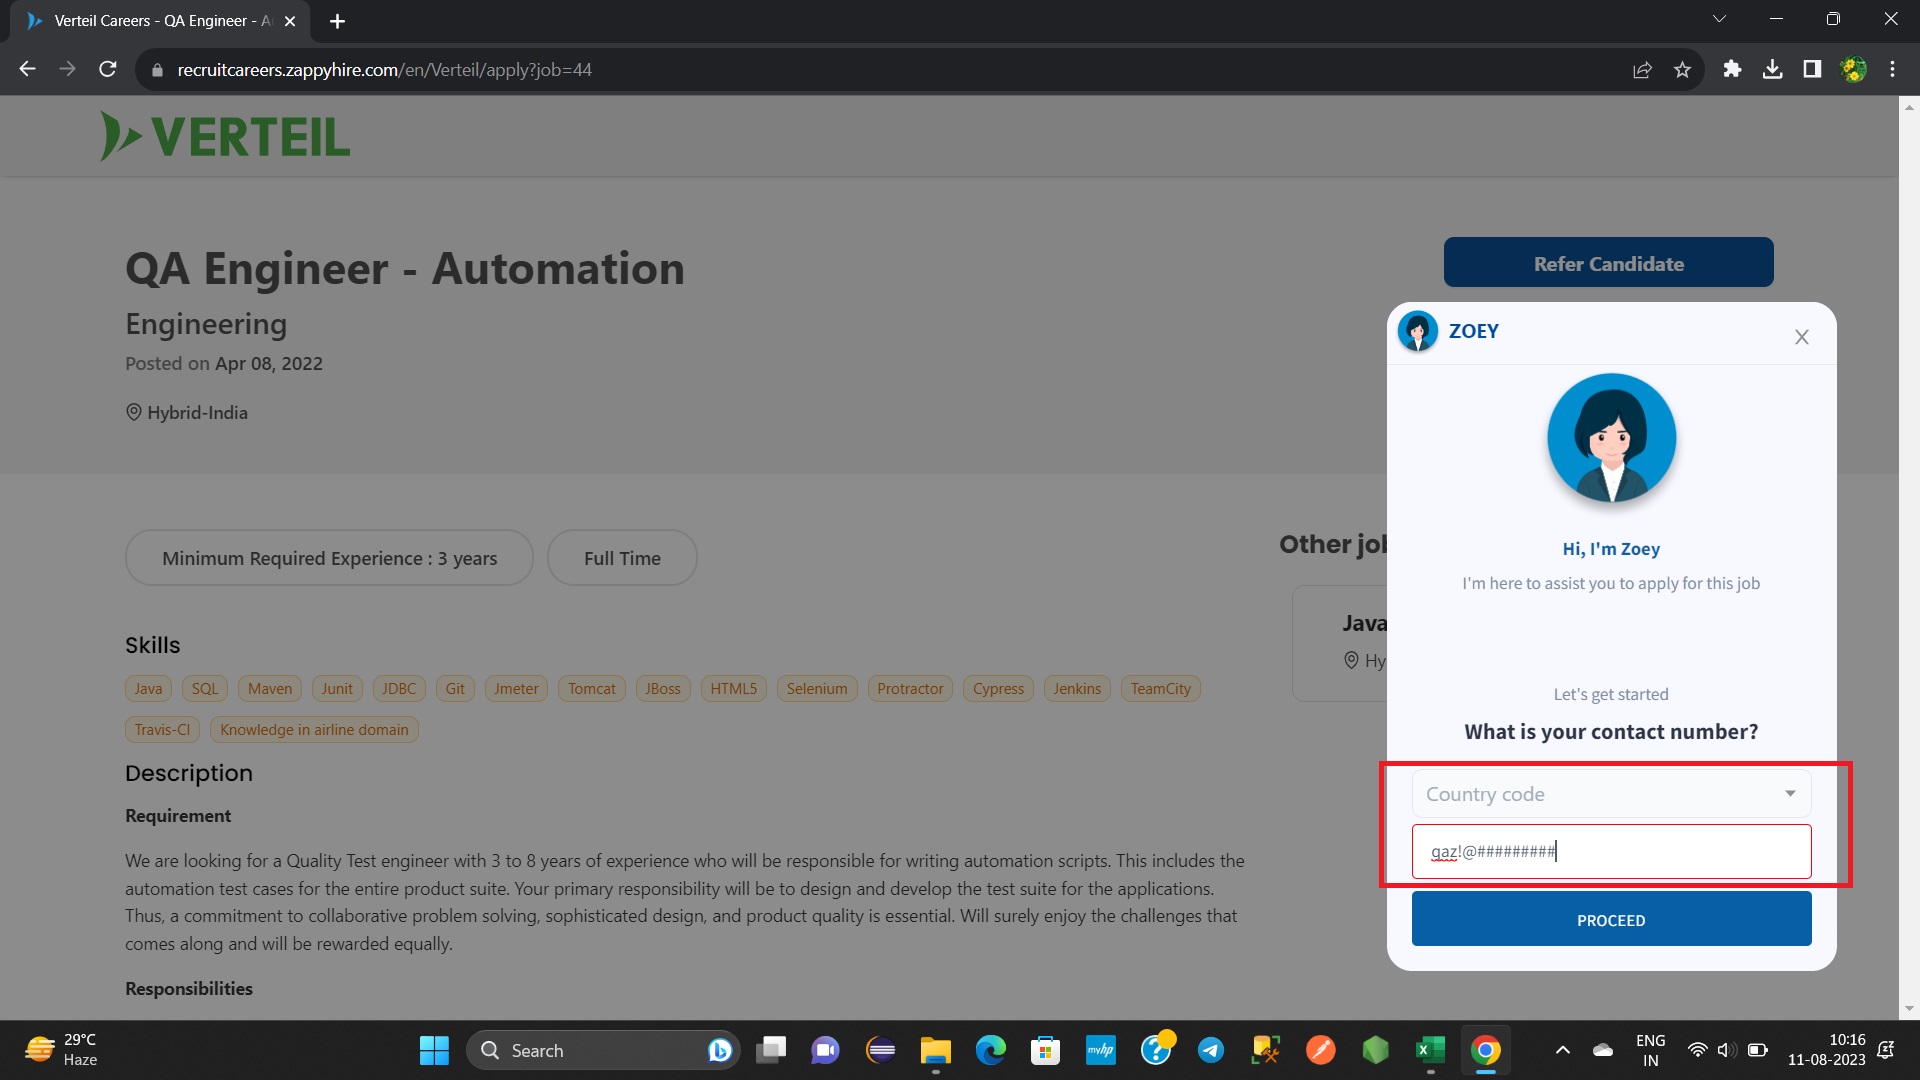 Verteil Careers - QA Engineer - A
recruitcareers.zappyhire.com/en/Verteil/apply?job=44
VERTEIL
QA Engineer - Automation
Refer Candidate
Engineering
Posted on Apr 08, 2022
Hybrid-India
ZOEY
Hi, I'm Zoey
I'm here to assist you to apply for this job
Let's get started
What is your contact number?
Country code
qaz!@#########
PROCEED
Minimum Required Experience : 3 years
Full Time
Other job
Java
Hy
Skills
Java SQL Maven Junit JDBC Git Jmeter Tomcat JBoss HTML5 Selenium Protractor Cypress Jenkins TeamCity
Travis-CI Knowledge in airline domain
Description
Requirement
We are looking for a Quality Test engineer with 3 to 8 years of experience who will be responsible for writing automation scripts. This includes the
automation test cases for the entire product suite. Your primary responsibility will be to design and develop the test suite for the applications.
Thus, a commitment to collaborative problem solving, sophisticated design, and product quality is essential. Will surely enjoy the challenges that
comes along and will be rewarded equally.
Responsibilities
29°C
Haze
Search
myhp
ENG
IN
10:16
11-08-2023